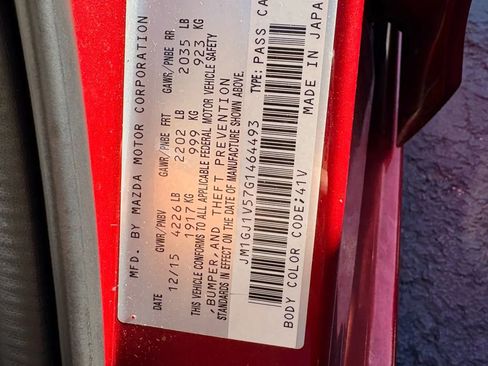 MFD. BY MAZDA MOTOR CORPORATION
DATE GVWR/PNBV GAWR/PNBE FRT GAWR/PNBE RR
12/15 4226 LB 2202 LB 2035 LB
1917 KG 999 KG 923 KG
THIS VEHICLE CONFORMS TO ALL APPLICABLE FEDERAL MOTOR VEHICLE SAFETY
, BUMPER, AND THEFT PREVENTION
STANDARDS IN EFFECT ON THE DATE OF MANUFACTURE SHOWN ABOVE.
JM1GJ1V57G1464493 TYPE: PASS CA
BODY COLOR CODE;41V MADE IN JAPA